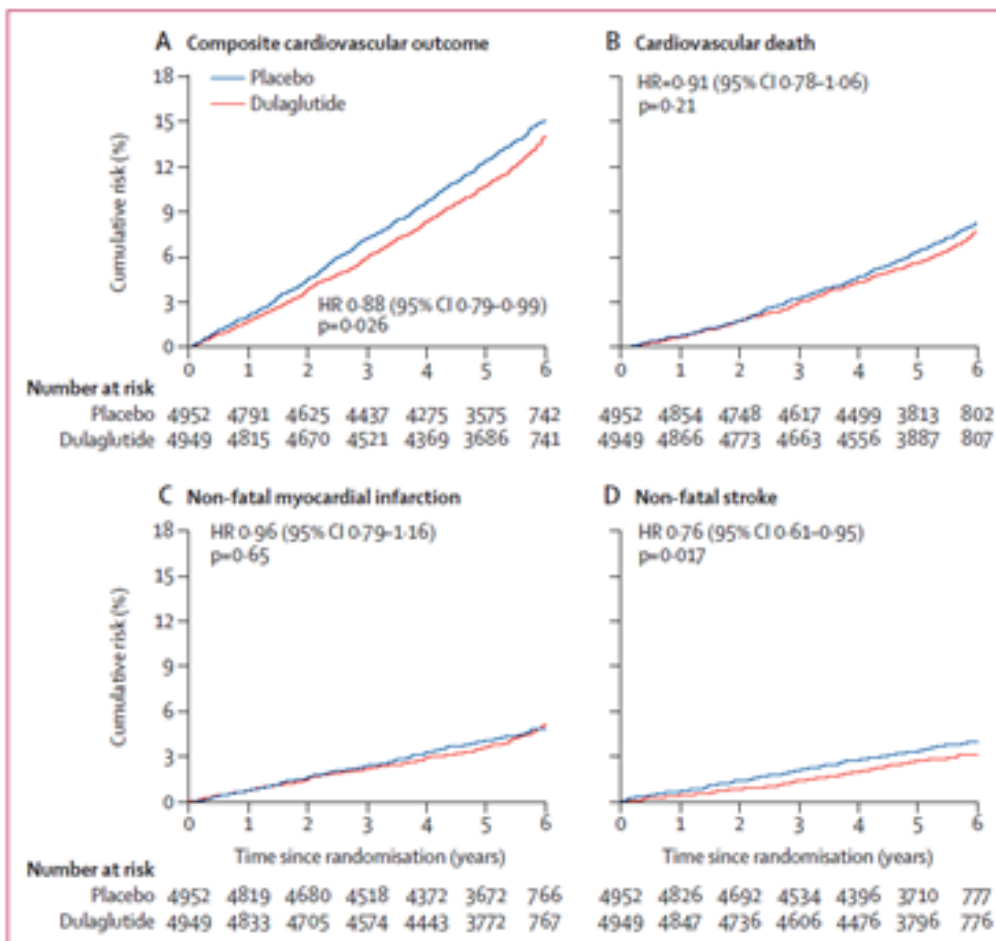 A Composite cardiovascular outcome
Placebo
Dulaglutide
18
15
12
9
6
3
0
Cumulative risk (%)
HR 0·88 (95% CI 0·79–0·99)
p=0·026
0 1 2 3 4 5 6
B Cardiovascular death
HR=0·91 (95% CI 0·78–1·06)
p=0·21
0 1 2 3 4 5 6
Number at risk
Placebo 4952 4791 4625 4437 4275 3575 742 4952 4854 4748 4617 4499 3813 802
Dulaglutide 4949 4815 4670 4521 4369 3686 741 4949 4866 4773 4663 4556 3887 807
C Non-fatal myocardial infarction
HR 0·96 (95% CI 0·79–1·16)
p=0·65
18
15
12
9
6
3
0
Cumulative risk (%)
0 1 2 3 4 5 6
Time since randomisation (years)
D Non-fatal stroke
HR 0·76 (95% CI 0·61–0·95)
p=0·017
0 1 2 3 4 5 6
Time since randomisation (years)
Number at risk
Placebo 4952 4819 4680 4518 4372 3672 766 4952 4826 4692 4534 4396 3710 777
Dulaglutide 4949 4833 4705 4574 4443 3772 767 4949 4847 4736 4606 4476 3796 776